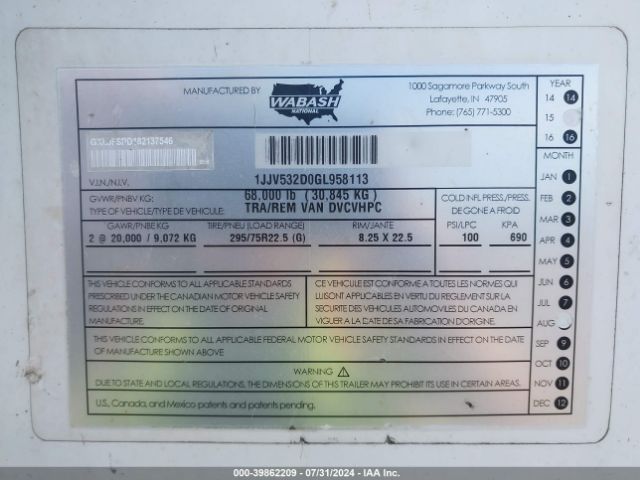 MANUFACTURED BY
WABASH
NATIONAL
1000 Sagamore Parkway South
Lafayette, IN 47905
Phone: (765) 771-5300
V.I.N./N.I.V.
1JJV532D0GL958113
GVWR/PNBV KG:
68,000 lb ( 30,845 KG )
TYPE OF VEHICLE/TYPE DE VEHICULE:
TRA/REM VAN DVCVHPC
COLD INFL PRESS./PRESS.
DE GONE A FROID
GAWR/PNBE KG
TIRE/PNEU (LOAD RANGE)
RIM/JANTE
PSI/LPC
KPA
2 @ 20,000 / 9,072 KG
295/75R22.5 (G)
8.25 X 22.5
100
690
THIS VEHICLE CONFORMS TO ALL APPLICABLE STANDARDS
PRESCRIBED UNDER THE CANADIAN MOTOR VEHICLE SAFETY
REGULATIONS IN EFFECT ON THE DATE OF ORIGINAL
MANUFACTURE.
CE VEHICULE EST CONFORME A TOUTES LES NORMES QUI
LUISONT APPLICABLES EN VERTU DU REGLEMENT SUR LA
SECURITE DES VEHICULES AUTOMOBILES DU CANADA EN
VIGUER A LA DATE DE SA FABRICATION D'ORIGINE.
THIS VEHICLE CONFORMS TO ALL APPLICABLE FEDERAL MOTOR VEHICLE SAFETY STANDARDS IN EFFECT ON THE DATE
OF MANUFACTURE SHOWN ABOVE
WARNING
DUE TO STATE AND LOCAL REGULATIONS, THE DIMENSIONS OF THIS TRAILER MAY PROHIBIT ITS USE IN CERTAIN AREAS.
U.S., Canada, and Mexico patents and patents pending.
YEAR
14 14
15
16 16
MONTH
JAN 1
FEB 2
MAR 3
APR 4
MAY 5
JUN 6
JUL 7
AUG
SEP 9
OCT 10
NOV 11
DEC 12
000-39862209 - 07/31/2024 - IAA Inc.